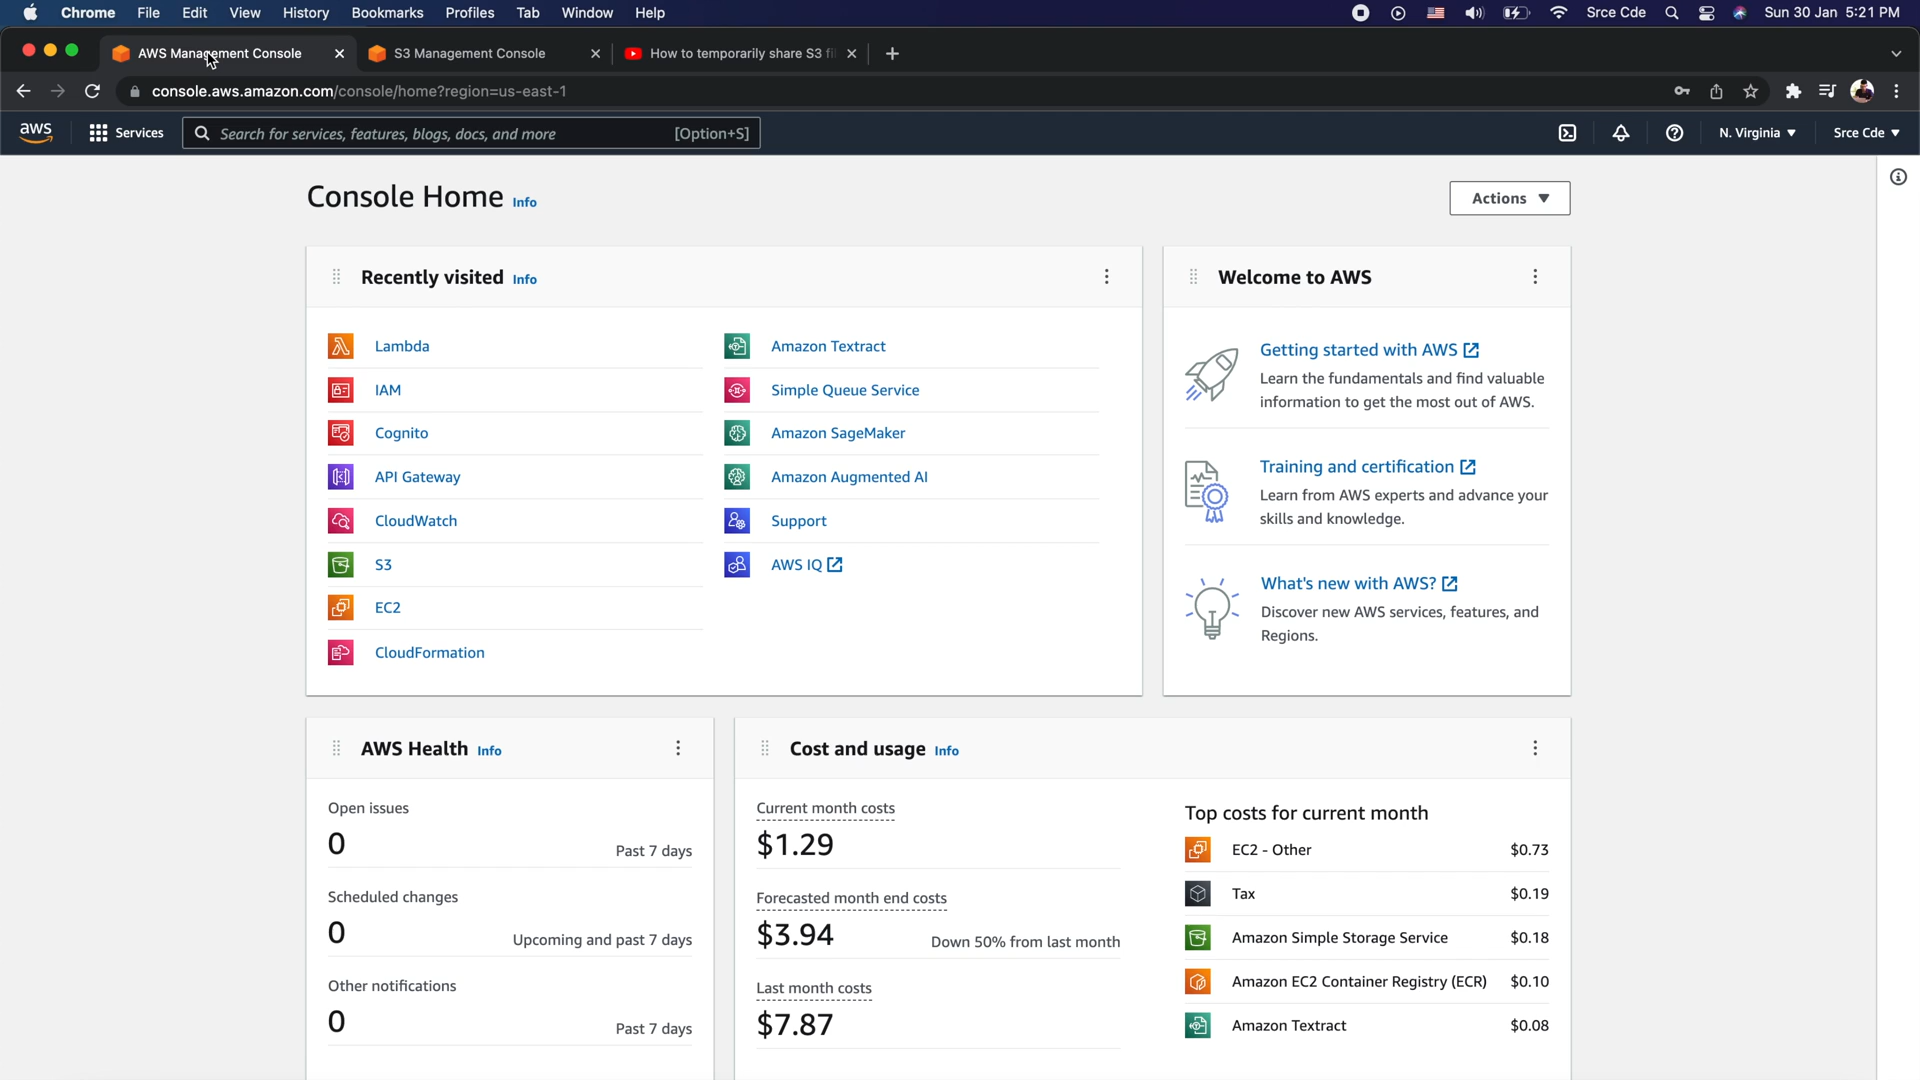 Chrome File Edit View History Bookmarks Profiles Tab Window Help Srce Cde Sun 30 Jan 5:21 PM
AWS Management Console S3 Management Console How to temporarily share S3 fi
console.aws.amazon.com/console/home?region=us-east-1
aws Services Search for services, features, blogs, docs, and more [Option+S] N. Virginia Srce Cde
Console Home Info
Actions
Recently visited Info
Lambda
IAM
Cognito
API Gateway
CloudWatch
S3
EC2
CloudFormation
Amazon Textract
Simple Queue Service
Amazon SageMaker
Amazon Augmented AI
Support
AWS IQ
Welcome to AWS
Getting started with AWS
Learn the fundamentals and find valuable
information to get the most out of AWS.
Training and certification
Learn from AWS experts and advance your
skills and knowledge.
What's new with AWS?
Discover new AWS services, features, and
Regions.
AWS Health Info
Open issues
0 Past 7 days
Scheduled changes
0 Upcoming and past 7 days
Other notifications
0 Past 7 days
Cost and usage Info
Current month costs
$1.29
Forecasted month end costs
$3.94 Down 50% from last month
Last month costs
$7.87
Top costs for current month
EC2 - Other $0.73
Tax $0.19
Amazon Simple Storage Service $0.18
Amazon EC2 Container Registry (ECR) $0.10
Amazon Textract $0.08